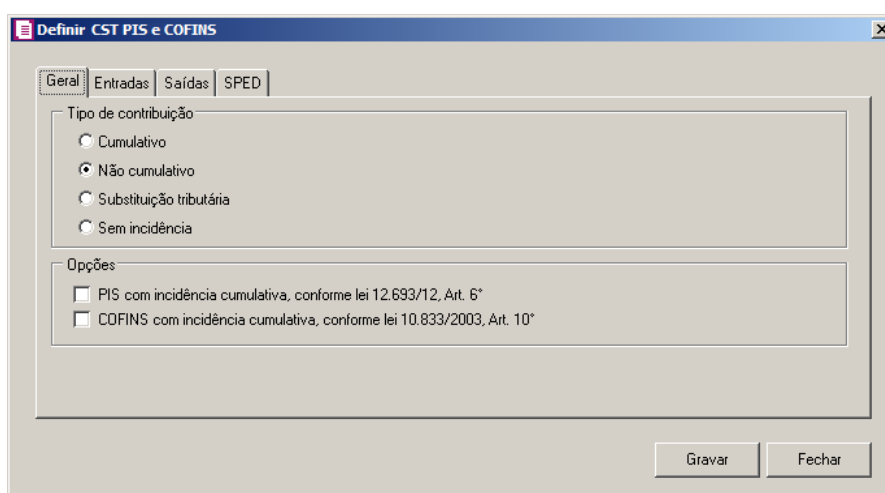 Definir CST PIS e COFINS
Geral Entradas Saídas SPED
Tipo de contribuição
Cumulativo
Não cumulativo
Substituição tributária
Sem incidência
Opções
PIS com incidência cumulativa, conforme lei 12.693/12, Art. 6°
COFINS com incidência cumulativa, conforme lei 10.833/2003, Art. 10°
Gravar Fechar